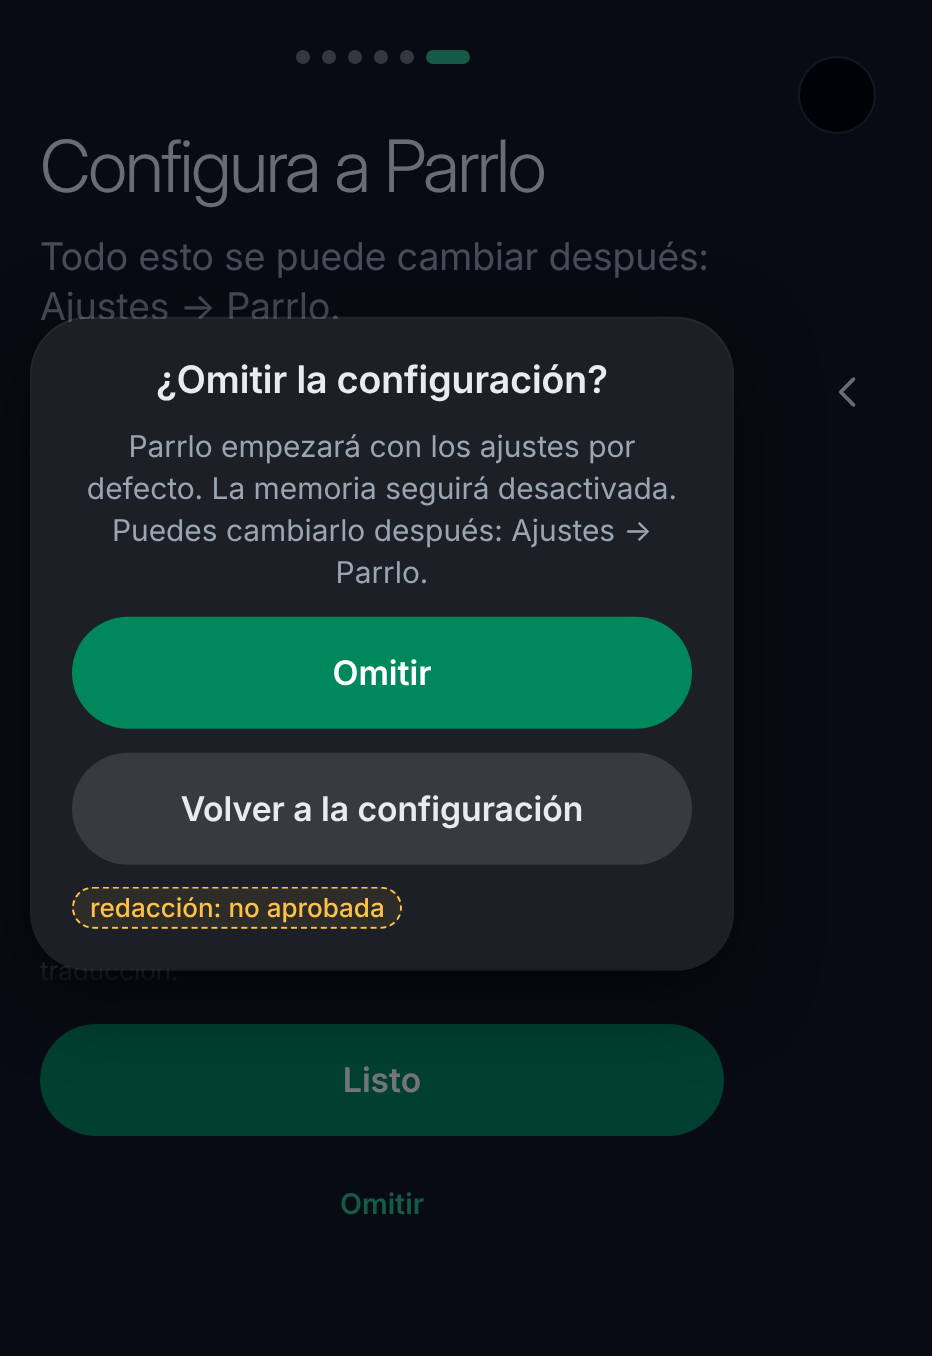 Configura a Parrlo
Todo esto se puede cambiar después:
Ajustes → Parrlo.
¿Omitir la configuración?
Parrlo empezará con los ajustes por
defecto. La memoria seguirá desactivada.
Puedes cambiarlo después: Ajustes →
Parrlo.
Omitir
Volver a la configuración
redacción: no aprobada
traducción.
Listo
Omitir